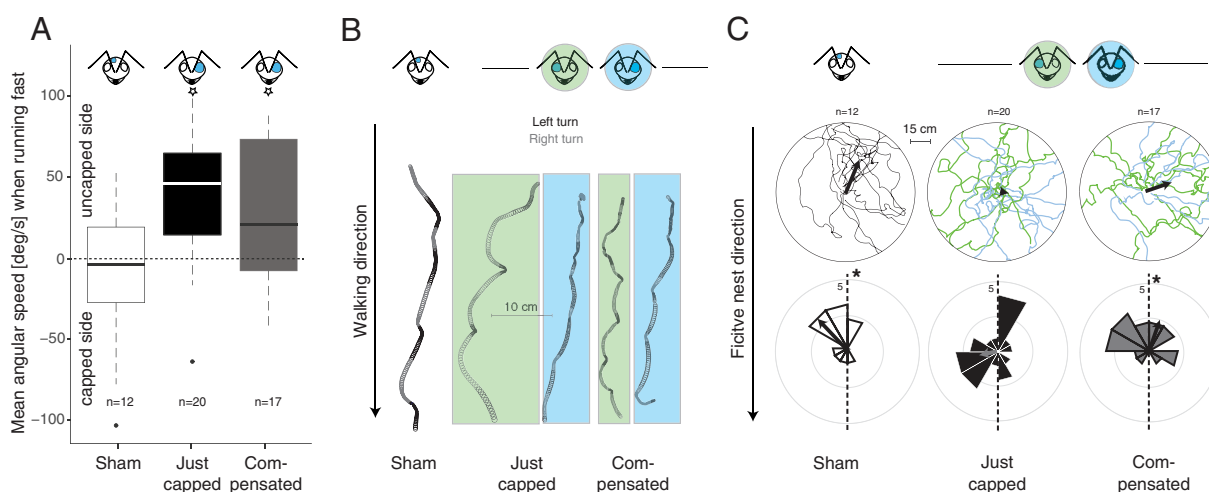 A
Mean angular speed [deg/s] when running fast
uncapped side
capped side
100
50
0
−50
−100
n=12
n=20
n=17
Sham
Just
capped
Com-
pensated
B
Walking direction
Left turn
Right turn
10 cm
Sham
Just
capped
Com-
pensated
C
Ficitve nest direction
n=12
15 cm
n=20
n=17
5
*
5
5
*
Sham
Just
capped
Com-
pensated